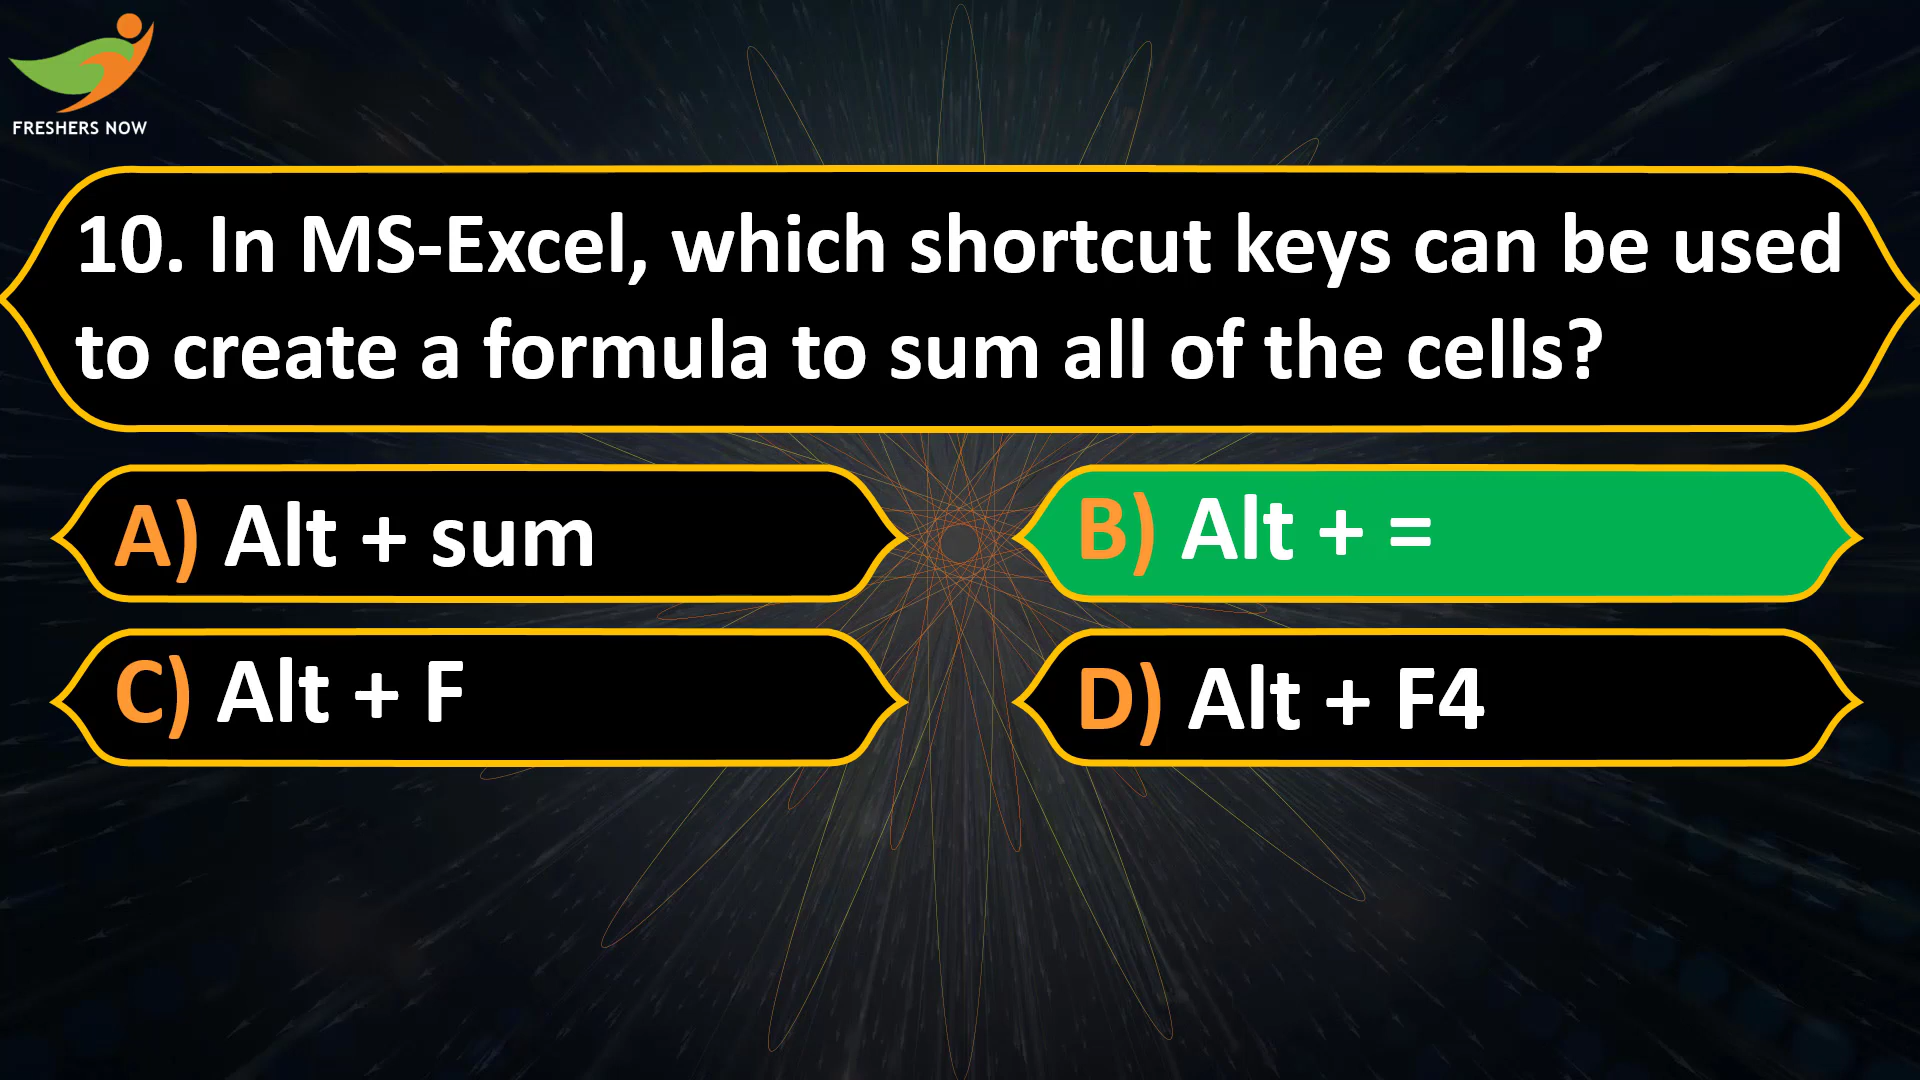 FRESHERS NOW
10. In MS-Excel, which shortcut keys can be used
to create a formula to sum all of the cells?
A) Alt + sum
B) Alt + =
C) Alt + F
D) Alt + F4